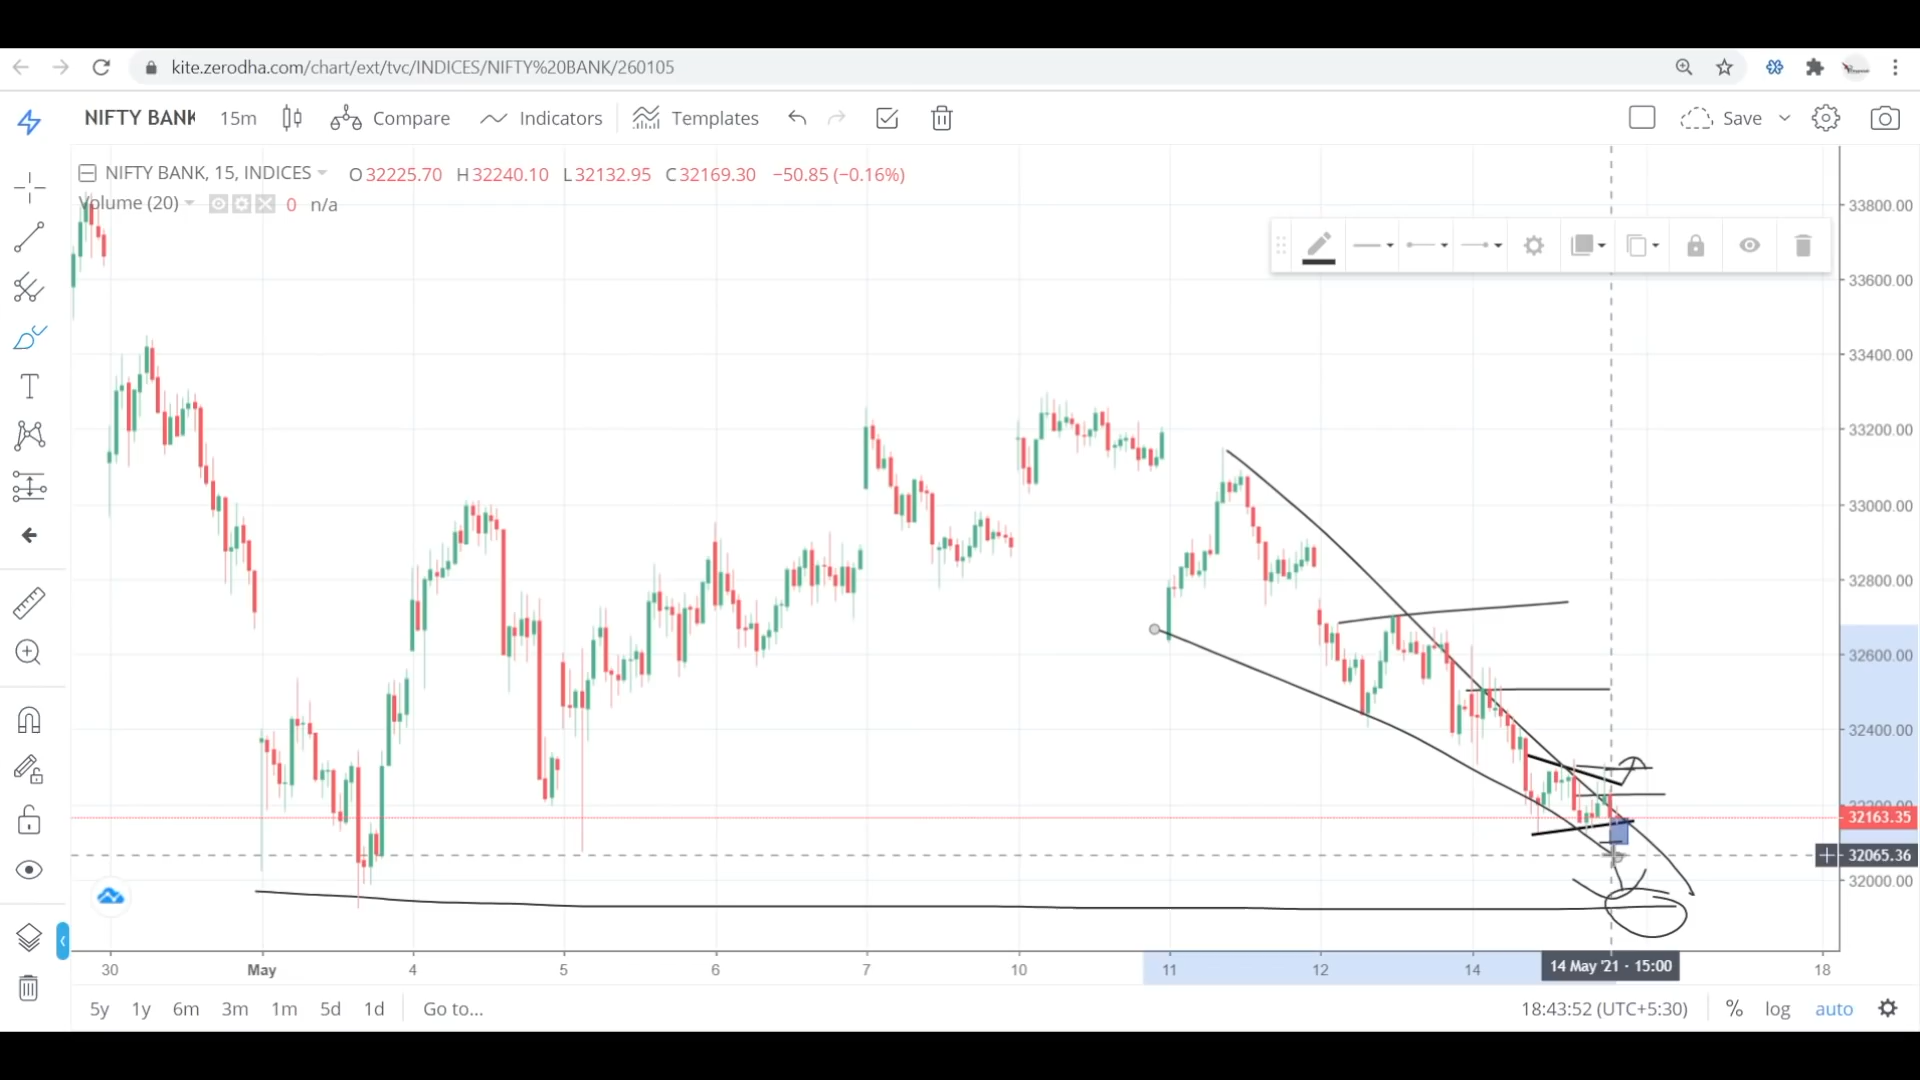 kite.zerodha.com/chart/ext/tvc/INDICES/NIFTY%20BANK/260105
NIFTY BANK 15m Compare Indicators Templates Save
NIFTY BANK, 15, INDICES O32225.70 H32240.10 L32132.95 C32169.30 −50.85 (−0.16%)
Volume (20) 0 n/a
33800.00
33600.00
33400.00
33200.00
33000.00
32800.00
32600.00
32400.00
32200.00
32163.35
32065.36
32000.00
30 May 4 5 6 7 10 11 12 14 14 May '21 - 15:00 18
5y 1y 6m 3m 1m 5d 1d Go to... 18:43:52 (UTC+5:30) % log auto